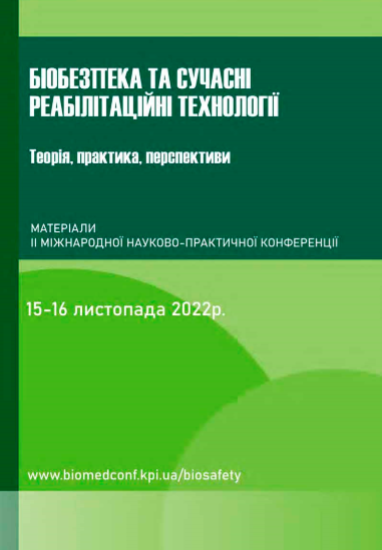 БІОБЕЗПЕКА ТА СУЧАСНІ
РЕАБІЛІТАЦІЙНІ ТЕХНОЛОГІЇ
Теорія, практика, перспективи
МАТЕРІАЛИ
ІІ МІЖНАРОДНОЇ НАУКОВО-ПРАКТИЧНОЇ КОНФЕРЕНЦІЇ
15-16 листопада 2022р.
www.biomedconf.kpi.ua/biosafety